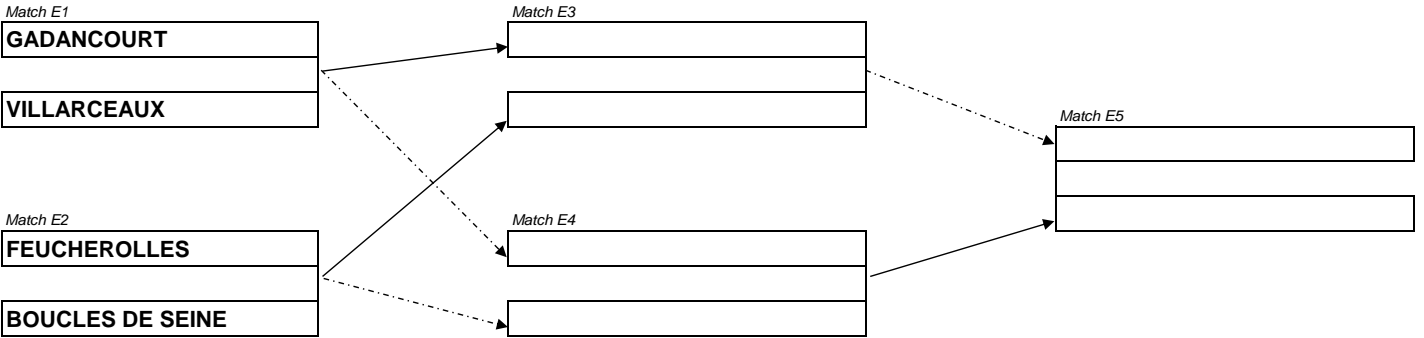 Match E1
GADANCOURT
VILLARCEAUX
Match E2
FEUCHEROLLES
BOUCLES DE SEINE
Match E3
Match E4
Match E5